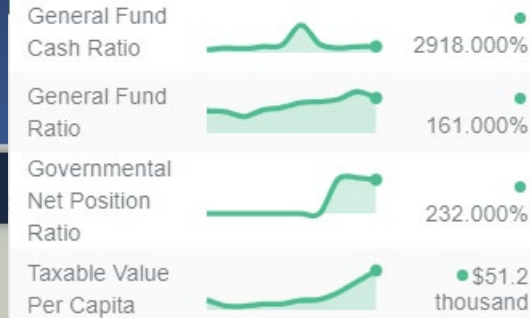 General Fund
Cash Ratio
2918.000%
General Fund
Ratio
161.000%
Governmental
Net Position
Ratio
232.000%
Taxable Value
Per Capita
$51.2
thousand